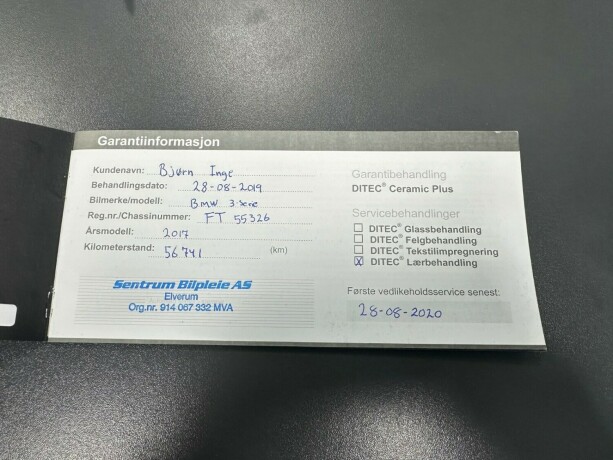 Garantiinformasjon
Kundenavn: Bjørn Inge
Behandlingsdato: 28-08-2019
Bilmerke/modell: BMW 3-serie
Reg.nr./Chassinummer: FT 55326
Årsmodell: 2017
Kilometerstand: 56741 (km)
Sentrum Bilpleie AS
Elverum
Org.nr. 914 067 332 MVA
Garantibehandling
DITEC® Ceramic Plus
Servicebehandlinger
DITEC® Glassbehandling
DITEC® Felgbehandling
DITEC® Tekstilimpregnering
X DITEC® Lærbehandling
Første vedlikeholdsservice senest:
28-08-2020